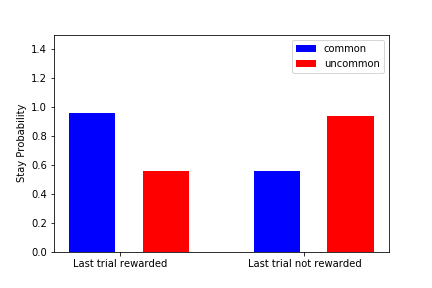 1.4
1.2
1.0
0.8
0.6
0.4
0.2
0.0
Stay Probability
common
uncommon
Last trial rewarded
Last trial not rewarded